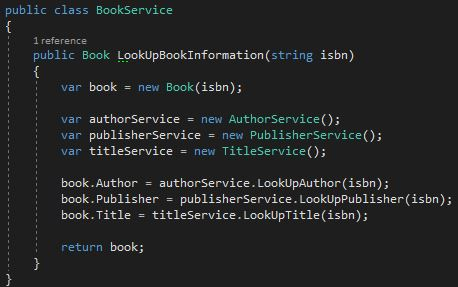 public class BookService
{
1 reference
public Book LookUpBookInformation(string isbn)
{
var book = new Book(isbn);
var authorService = new AuthorService();
var publisherService = new PublisherService();
var titleService = new TitleService();
book.Author = authorService.LookUpAuthor(isbn);
book.Publisher = publisherService.LookUpPublisher(isbn);
book.Title = titleService.LookUpTitle(isbn);
return book;
}
}